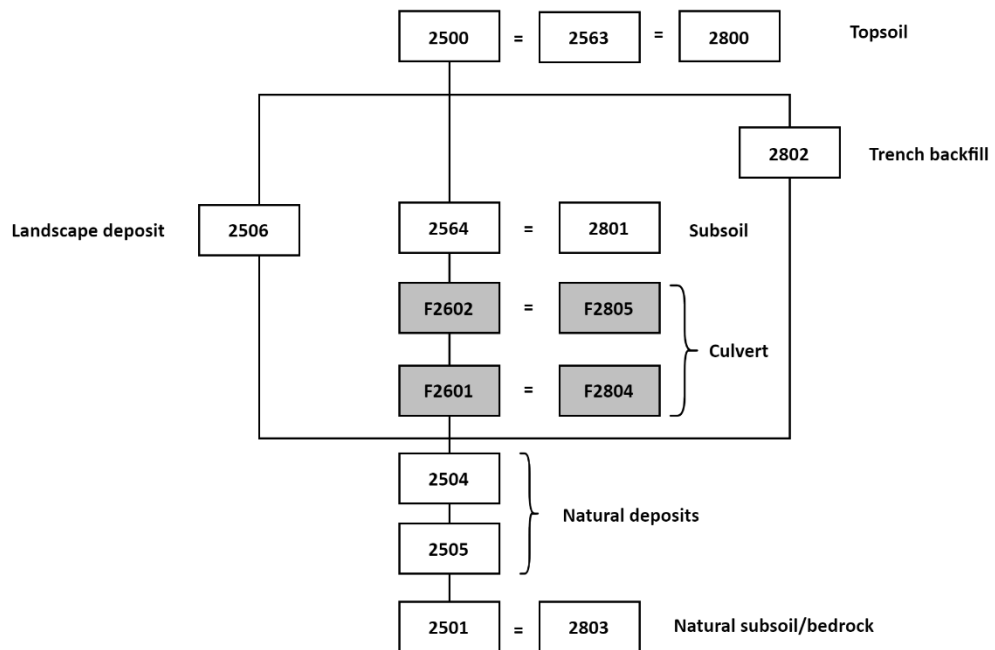 2500 = 2563 = 2800 Topsoil
2802 Trench backfill
Landscape deposit 2506 2564 = 2801 Subsoil
F2602 = F2805
Culvert
F2601 = F2804
2504
Natural deposits
2505
2501 = 2803 Natural subsoil/bedrock